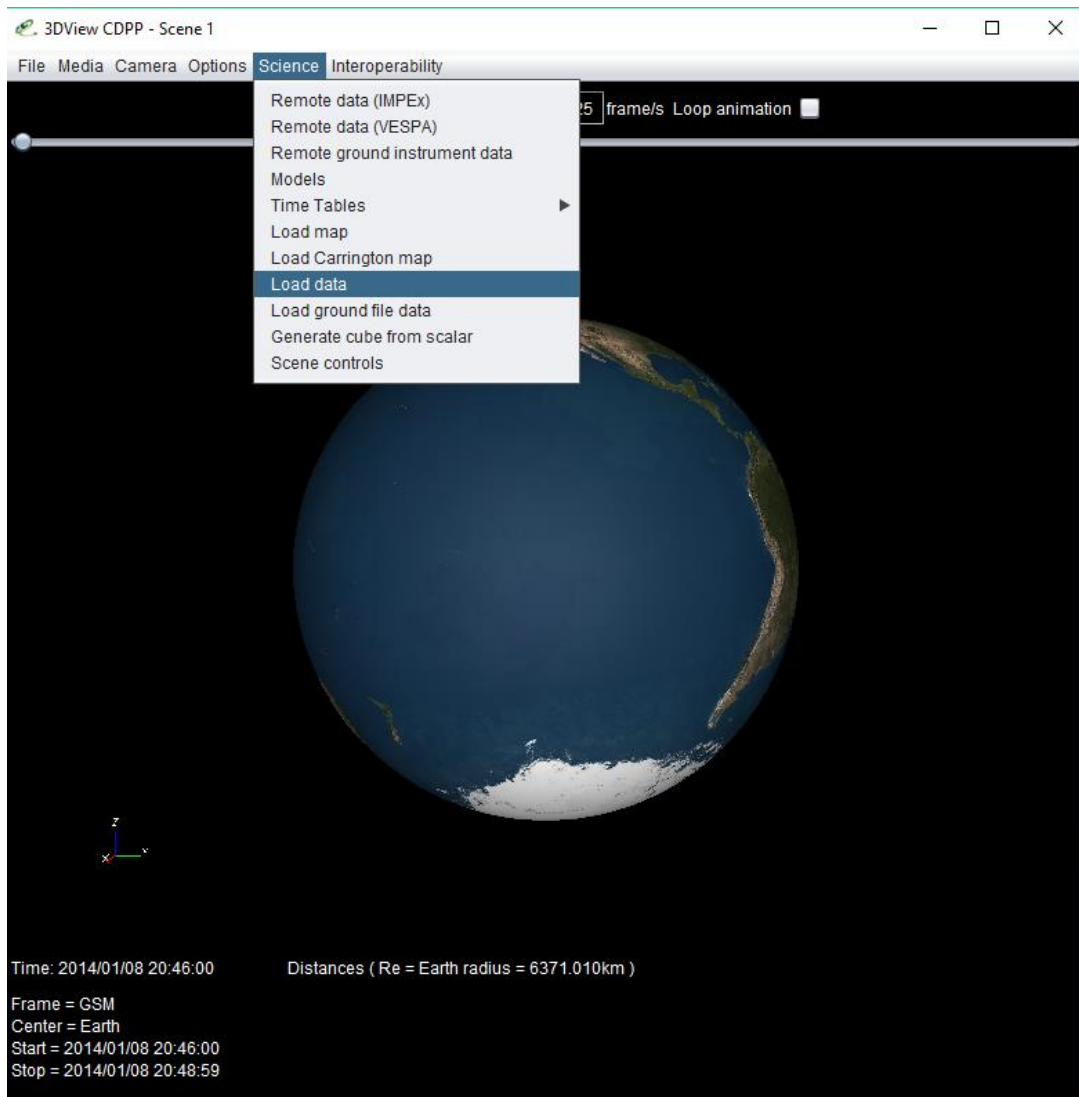 3DView CDPP - Scene 1
File Media Camera Options Science Interoperability
25 frame/s Loop animation
Remote data (IMPEx)
Remote data (VESPA)
Remote ground instrument data
Models
Time Tables
Load map
Load Carrington map
Load data
Load ground file data
Generate cube from scalar
Scene controls
Z
X
Time: 2014/01/08 20:46:00 Distances ( Re = Earth radius = 6371.010km )
Frame = GSM
Center = Earth
Start = 2014/01/08 20:46:00
Stop = 2014/01/08 20:48:59